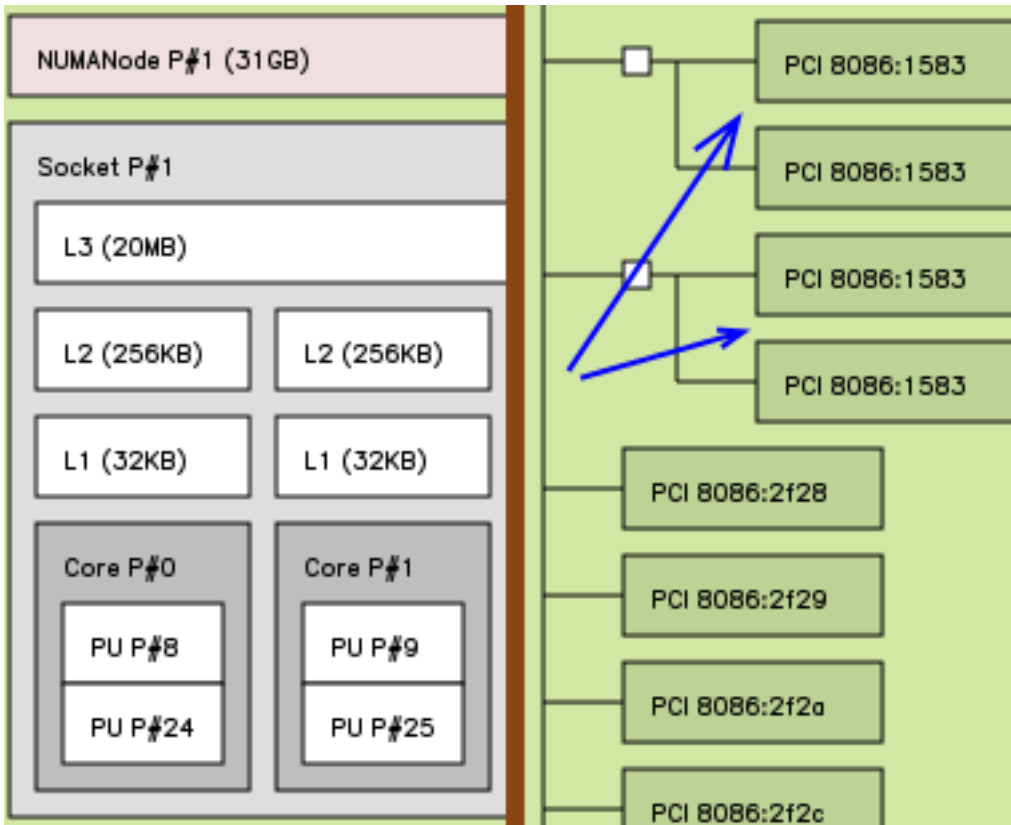 NUMANode P#1 (31GB)
Socket P#1
L3 (20MB)
L2 (256KB)
L2 (256KB)
L1 (32KB)
L1 (32KB)
Core P#0
Core P#1
PU P#8
PU P#9
PU P#24
PU P#25
PCI 8086:1583
PCI 8086:1583
PCI 8086:1583
PCI 8086:1583
PCI 8086:2f28
PCI 8086:2f29
PCI 8086:2f2a
PCI 8086:2f2c